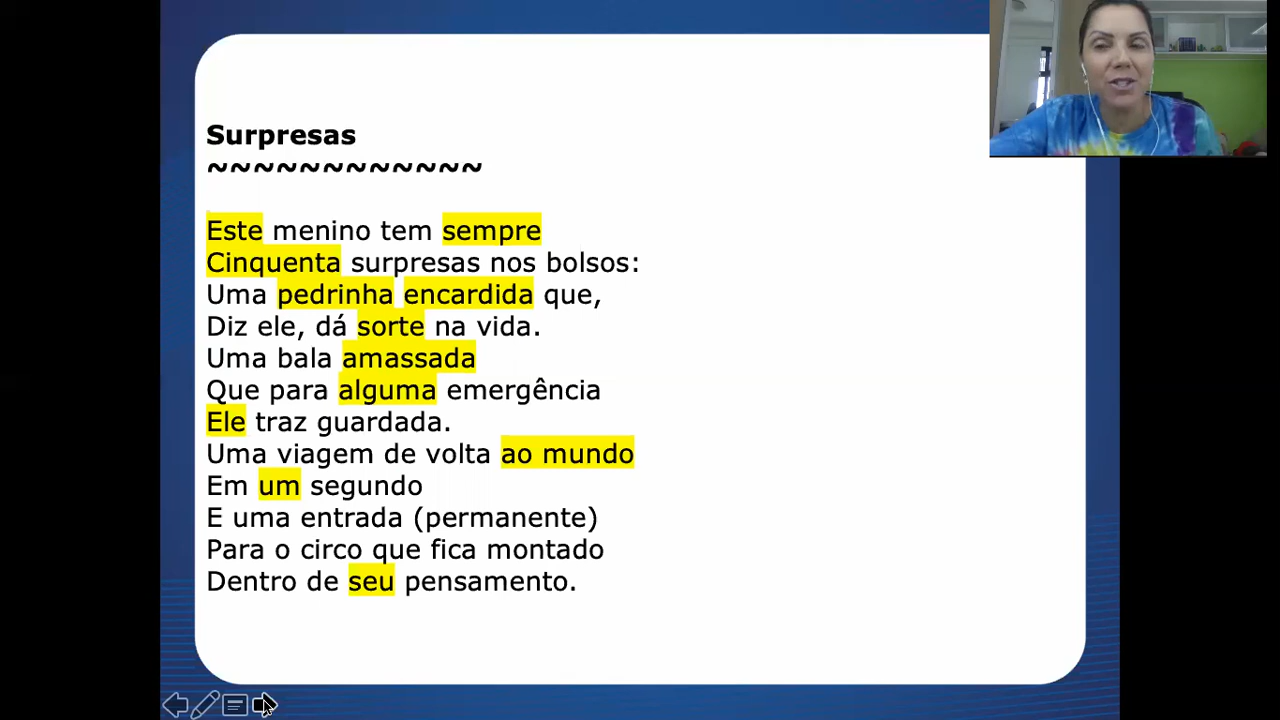 Surpresas
~~~~~~~~~~~~
Este menino tem sempre
Cinquenta surpresas nos bolsos:
Uma pedrinha encardida que,
Diz ele, dá sorte na vida.
Uma bala amassada
Que para alguma emergência
Ele traz guardada.
Uma viagem de volta ao mundo
Em um segundo
E uma entrada (permanente)
Para o circo que fica montado
Dentro de seu pensamento.